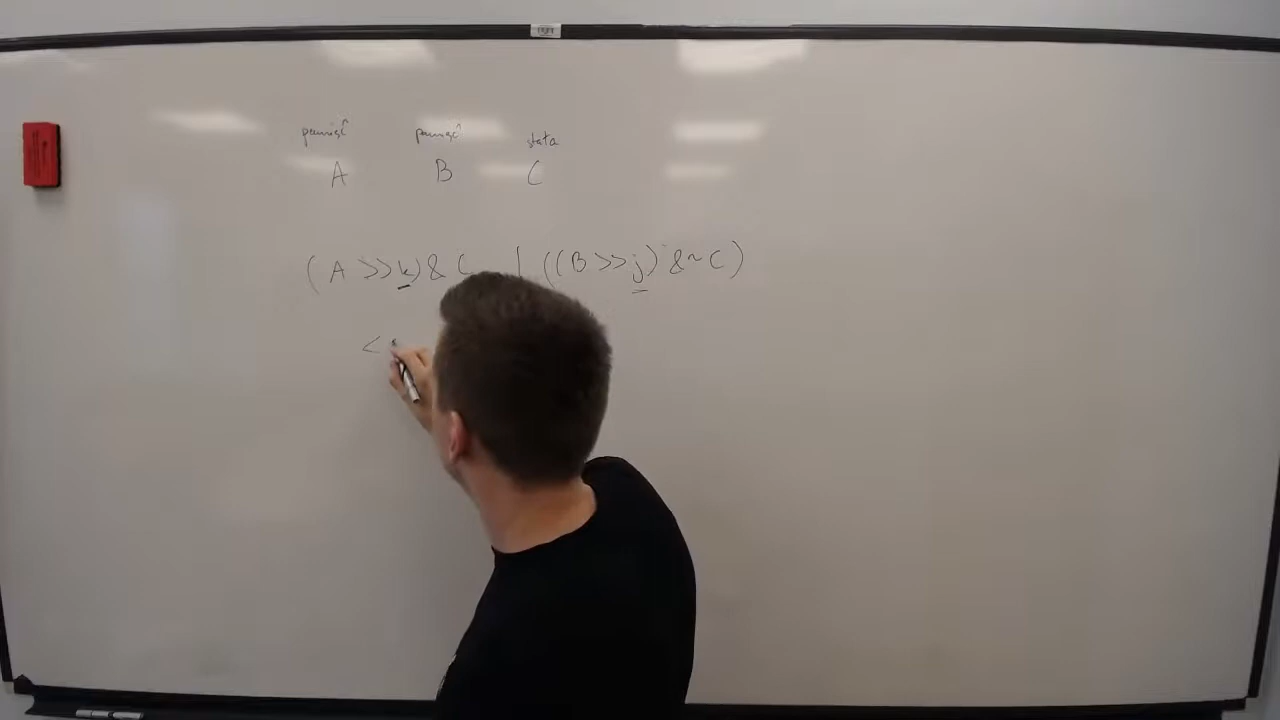 pamięć pamięć stała
A B C
(A >> k) & C | ((B >> j) & ~ C)
<